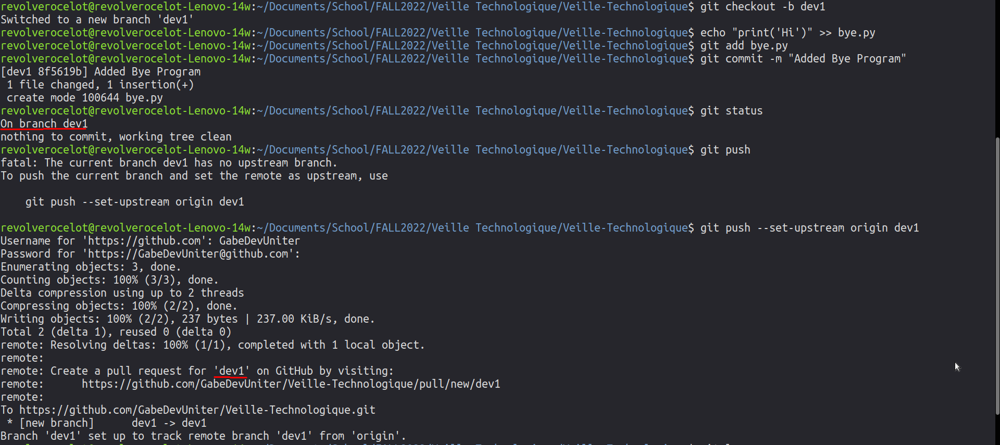 revolverocelot@revolverocelot-Lenovo-14w:~/Documents/School/FALL2022/Veille Technologique/Veille-Technologique$ git checkout -b dev1
Switched to a new branch 'dev1'
revolverocelot@revolverocelot-Lenovo-14w:~/Documents/School/FALL2022/Veille Technologique/Veille-Technologique$ echo "print('Hi')" >> bye.py
revolverocelot@revolverocelot-Lenovo-14w:~/Documents/School/FALL2022/Veille Technologique/Veille-Technologique$ git add bye.py
revolverocelot@revolverocelot-Lenovo-14w:~/Documents/School/FALL2022/Veille Technologique/Veille-Technologique$ git commit -m "Added Bye Program"
[dev1 8f5619b] Added Bye Program
 1 file changed, 1 insertion(+)
 create mode 100644 bye.py
revolverocelot@revolverocelot-Lenovo-14w:~/Documents/School/FALL2022/Veille Technologique/Veille-Technologique$ git status
On branch dev1
nothing to commit, working tree clean
revolverocelot@revolverocelot-Lenovo-14w:~/Documents/School/FALL2022/Veille Technologique/Veille-Technologique$ git push
fatal: The current branch dev1 has no upstream branch.
To push the current branch and set the remote as upstream, use
    git push --set-upstream origin dev1
revolverocelot@revolverocelot-Lenovo-14w:~/Documents/School/FALL2022/Veille Technologique/Veille-Technologique$ git push --set-upstream origin dev1
Username for 'https://github.com': GabeDevUniter
Password for 'https://GabeDevUniter@github.com':
Enumerating objects: 3, done.
Counting objects: 100% (3/3), done.
Delta compression using up to 2 threads
Compressing objects: 100% (2/2), done.
Writing objects: 100% (2/2), 237 bytes | 237.00 KiB/s, done.
Total 2 (delta 1), reused 0 (delta 0)
remote: Resolving deltas: 100% (1/1), completed with 1 local object.
remote:
remote: Create a pull request for 'dev1' on GitHub by visiting:
remote:      https://github.com/GabeDevUniter/Veille-Technologique/pull/new/dev1
remote:
To https://github.com/GabeDevUniter/Veille-Technologique.git
 * [new branch]      dev1 -> dev1
Branch 'dev1' set up to track remote branch 'dev1' from 'origin'.